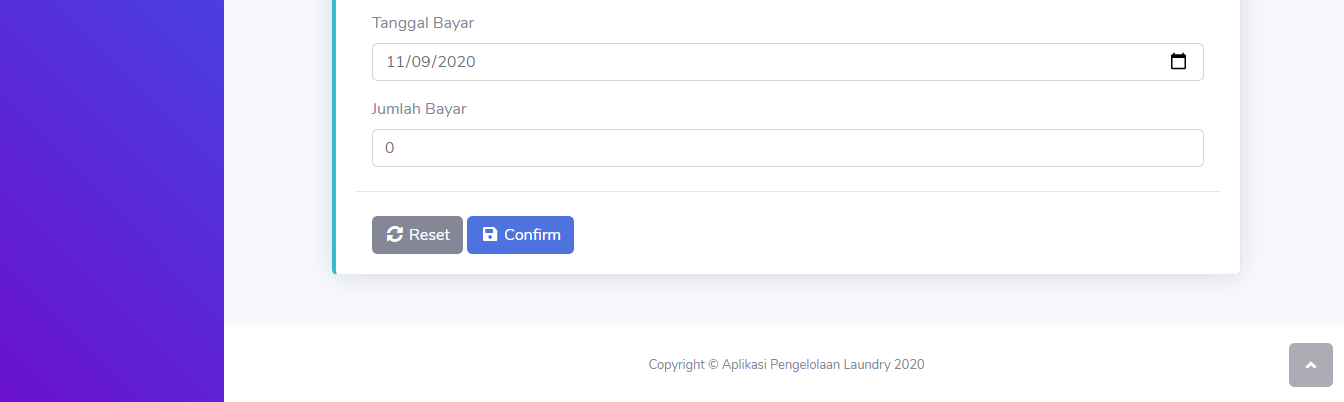 Tanggal Bayar
11/09/2020
Jumlah Bayar
0
Reset Confirm
Copyright © Aplikasi Pengelolaan Laundry 2020